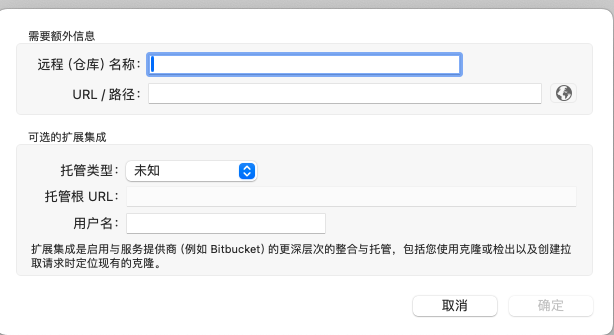 需要额外信息
远程 (仓库) 名称:
URL / 路径:
可选的扩展集成
托管类型: 未知
托管根 URL:
用户名:
扩展集成是启用与服务提供商 (例如 Bitbucket) 的更深层次的整合与托管，包括您使用克隆或检出以及创建拉
取请求时定位现有的克隆。
取消 确定